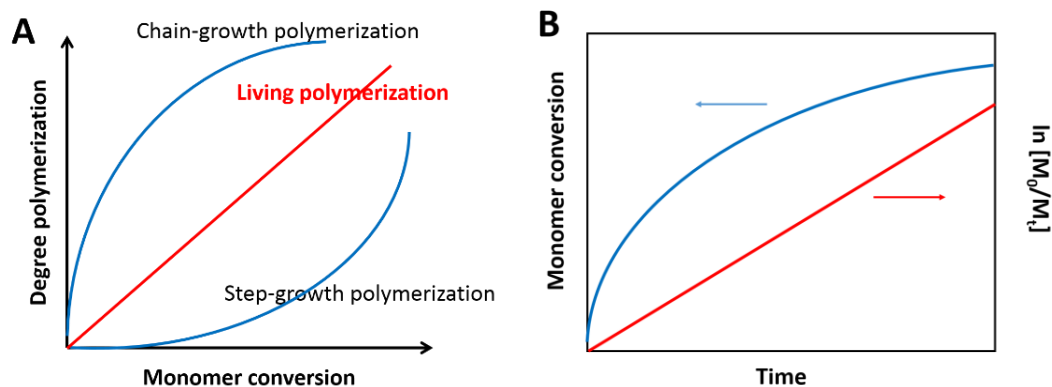 A
Chain-growth polymerization
Living polymerization
Step-growth polymerization
Degree polymerization
Monomer conversion
B
Monomer conversion
ln [M₀/Mₜ]
Time